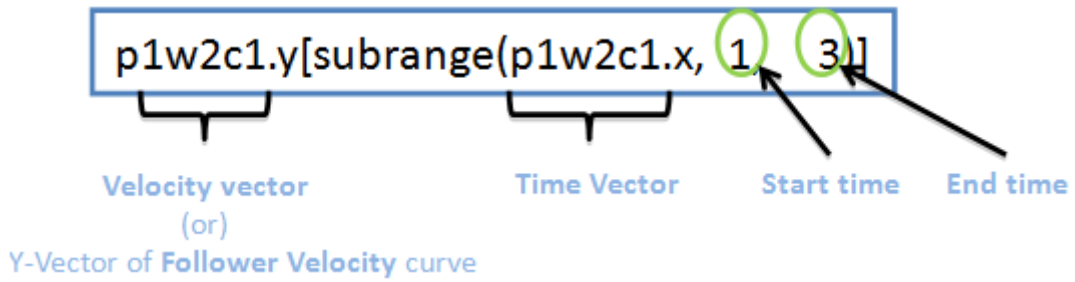 p1w2c1.y[subrange(p1w2c1.x, 1, 3)]
Velocity vector Time Vector Start time End time
(or)
Y-Vector of Follower Velocity curve